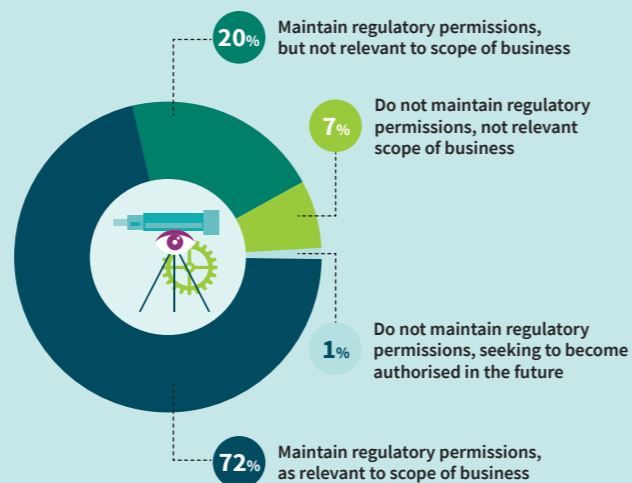 20%
Maintain regulatory permissions,
but not relevant to scope of business
7%
Do not maintain regulatory
permissions, not relevant
scope of business
1%
Do not maintain regulatory
permissions, seeking to become
authorised in the future
72%
Maintain regulatory permissions,
as relevant to scope of business